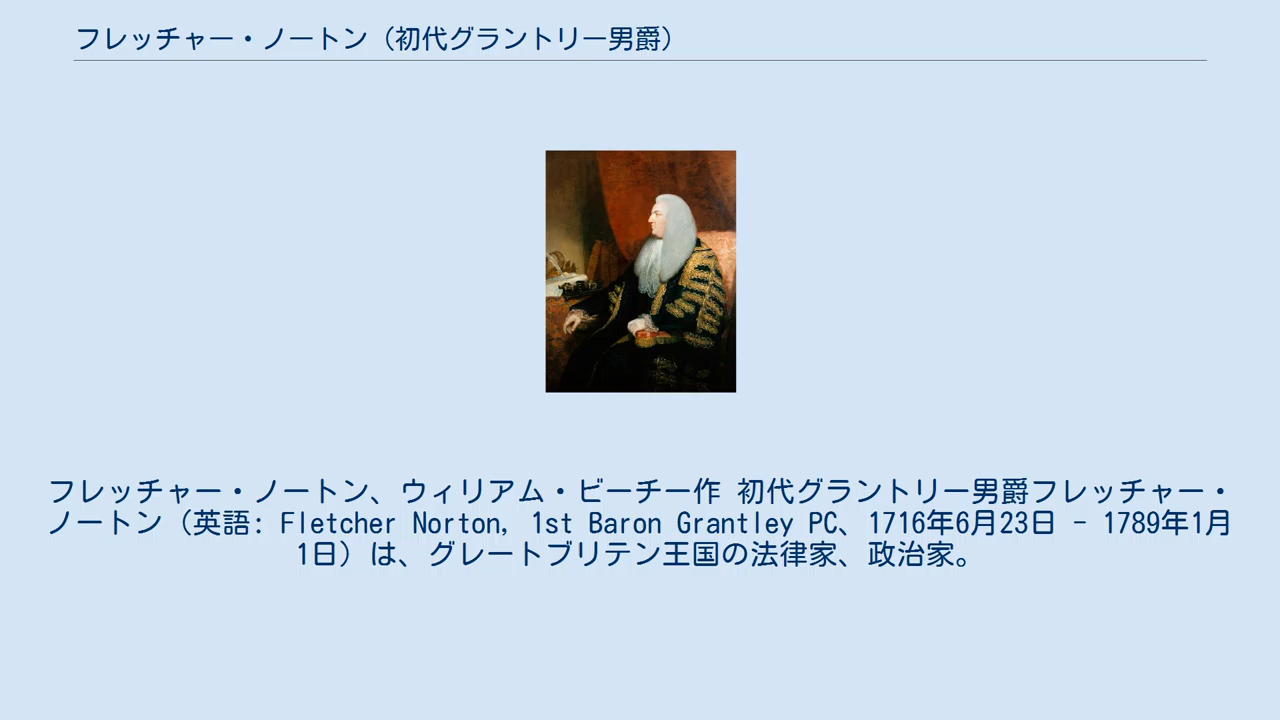 フレッチャー・ノートン（初代グラントリー男爵）
フレッチャー・ノートン、ウィリアム・ビーチー作 初代グラントリー男爵フレッチャー・
ノートン（英語: Fletcher Norton, 1st Baron Grantley PC、1716年6月23日 - 1789年1月
1日）は、グレートブリテン王国の法律家、政治家。